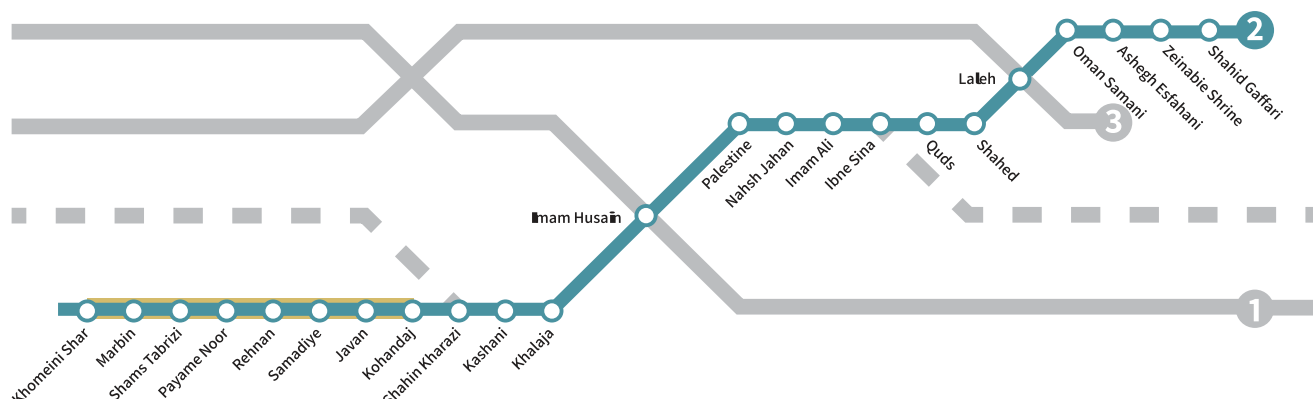 2
Laleh
Oman Samani
Ashegh Esfahani
Zeinabie Shrine
Shahid Gaffari
3
Palestine
Nahsh Jahan
Imam Ali
Ibne Sina
Quds
Shahed
Imam Husain
1
Khomeini Shar
Marbin
Shams Tabrizi
Payame Noor
Rehnan
Samadiye
Javan
Kohandaj
Shahin Kharazi
Kashani
Khalaja